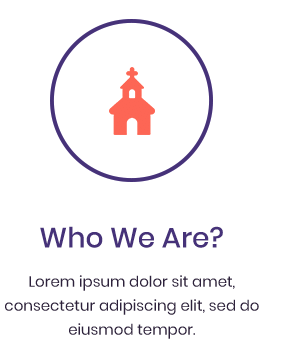 Who We Are?
Lorem ipsum dolor sit amet,
consectetur adipiscing elit, sed do
eiusmod tempor.